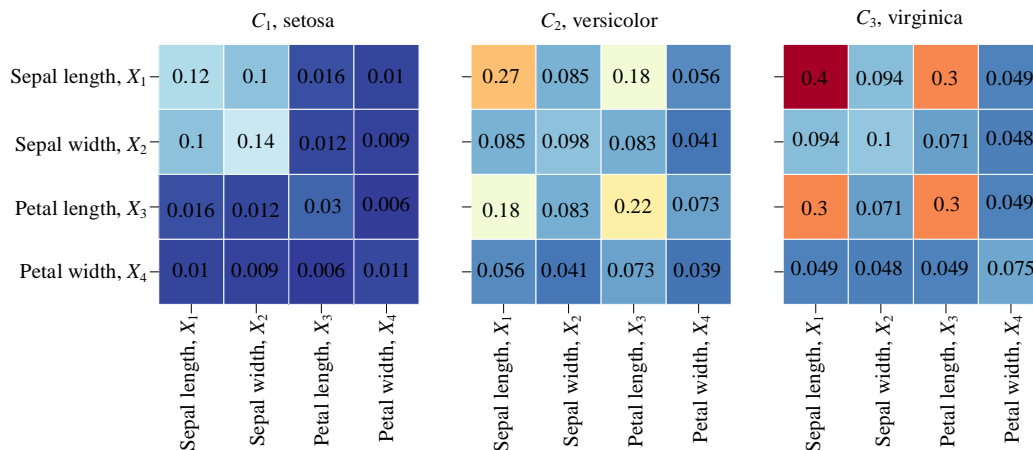 C1, setosa
C2, versicolor
C3, virginica
Sepal length, X1
0.12 0.1 0.016 0.01
0.27 0.085 0.18 0.056
0.4 0.094 0.3 0.049
Sepal width, X2
0.1 0.14 0.012 0.009
0.085 0.098 0.083 0.041
0.094 0.1 0.071 0.048
Petal length, X3
0.016 0.012 0.03 0.006
0.18 0.083 0.22 0.073
0.3 0.071 0.3 0.049
Petal width, X4
0.01 0.009 0.006 0.011
0.056 0.041 0.073 0.039
0.049 0.048 0.049 0.075
Sepal length, X1
Sepal width, X2
Petal length, X3
Petal width, X4
Sepal length, X1
Sepal width, X2
Petal length, X3
Petal width, X4
Sepal length, X1
Sepal width, X2
Petal length, X3
Petal width, X4